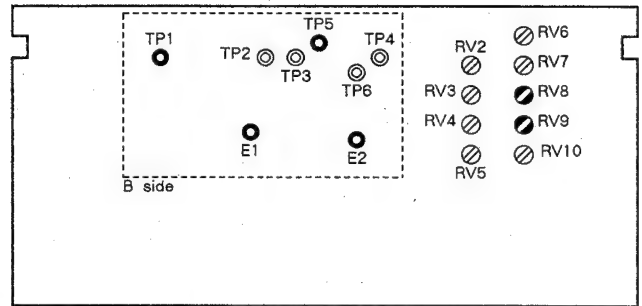 TP1
TP5
TP2
TP3
TP4
TP6
E1
E2
B side
RV2
RV3
RV4
RV5
RV6
RV7
RV8
RV9
RV10